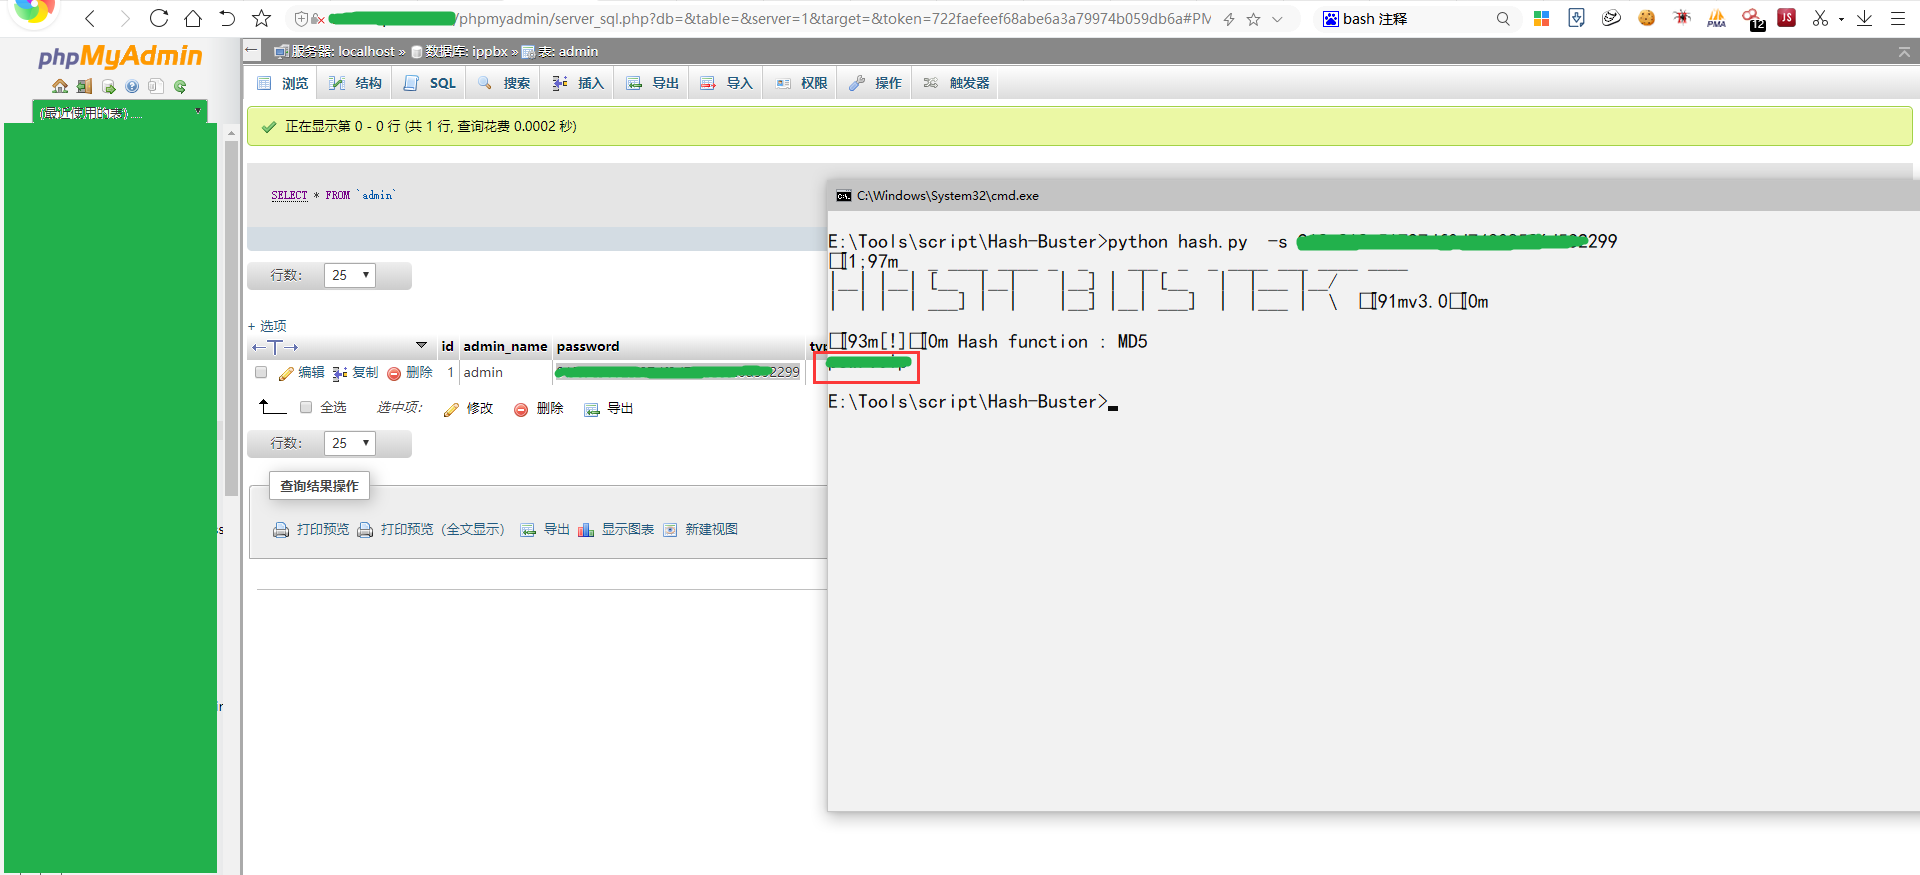 /phpmyadmin/server_sql.php?db=&table=&server=1&target=&token=722faefeef68abe6a3a79974b059db6a#PM
bash 注释
12
JS
PMA
phpMyAdmin
(最近使用的表) ...
服务器: localhost » 数据库: ippbx » 表: admin
浏览 结构 SQL 搜索 插入 导出 导入 权限 操作 触发器
正在显示第 0 - 0 行 (共 1 行, 查询花费 0.0002 秒)
SELECT * FROM `admin`
行数: 25
+ 选项
←T→ id admin_name password
编辑 复制 删除 1 admin 299
全选 选中项: 修改 删除 导出
行数: 25
查询结果操作
打印预览 打印预览 (全文显示) 导出 显示图表 新建视图
C:\Windows\System32\cmd.exe
E:\Tools\script\Hash-Buster>python hash.py -s 299
[1;97m
HASH BUSTER [91mv3.0[0m
[93m[!][0m Hash function : MD5
E:\Tools\script\Hash-Buster>